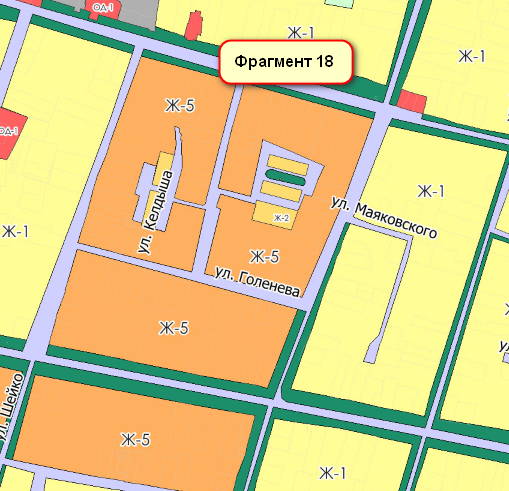 ОД-1
Ж-1
Фрагмент 18
Ж-1
Ж-5
ОД-1
Ж-1
ул. Келдыша
Ж-2
ул. Маяковского
Ж-1
Ж-5
ул. Голенева
Ж-5
ул. Шейко
Ж-5
Ж-1